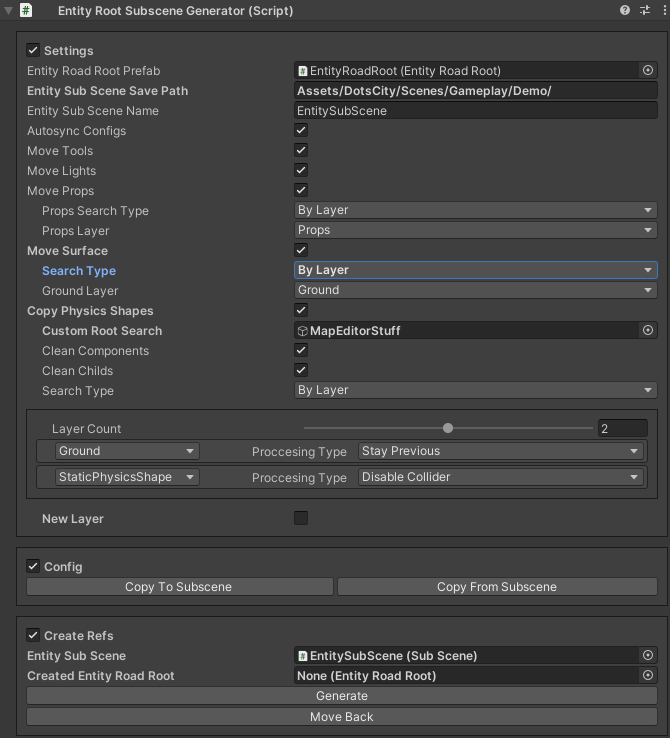 Entity Root Subscene Generator (Script)
Settings
Entity Road Root Prefab EntityRoadRoot (Entity Road Root)
Entity Sub Scene Save Path Assets/DotsCity/Scenes/Gameplay/Demo/
Entity Sub Scene Name EntitySubScene
Autosync Configs
Move Tools
Move Lights
Move Props
Props Search Type By Layer
Props Layer Props
Move Surface
Search Type By Layer
Ground Layer Ground
Copy Physics Shapes
Custom Root Search MapEditorStuff
Clean Components
Clean Childs
Search Type By Layer
Layer Count 2
Ground Proccesing Type Stay Previous
StaticPhysicsShape Proccesing Type Disable Collider
New Layer
Config
Copy To Subscene Copy From Subscene
Create Refs
Entity Sub Scene EntitySubScene (Sub Scene)
Created Entity Road Root None (Entity Road Root)
Generate
Move Back